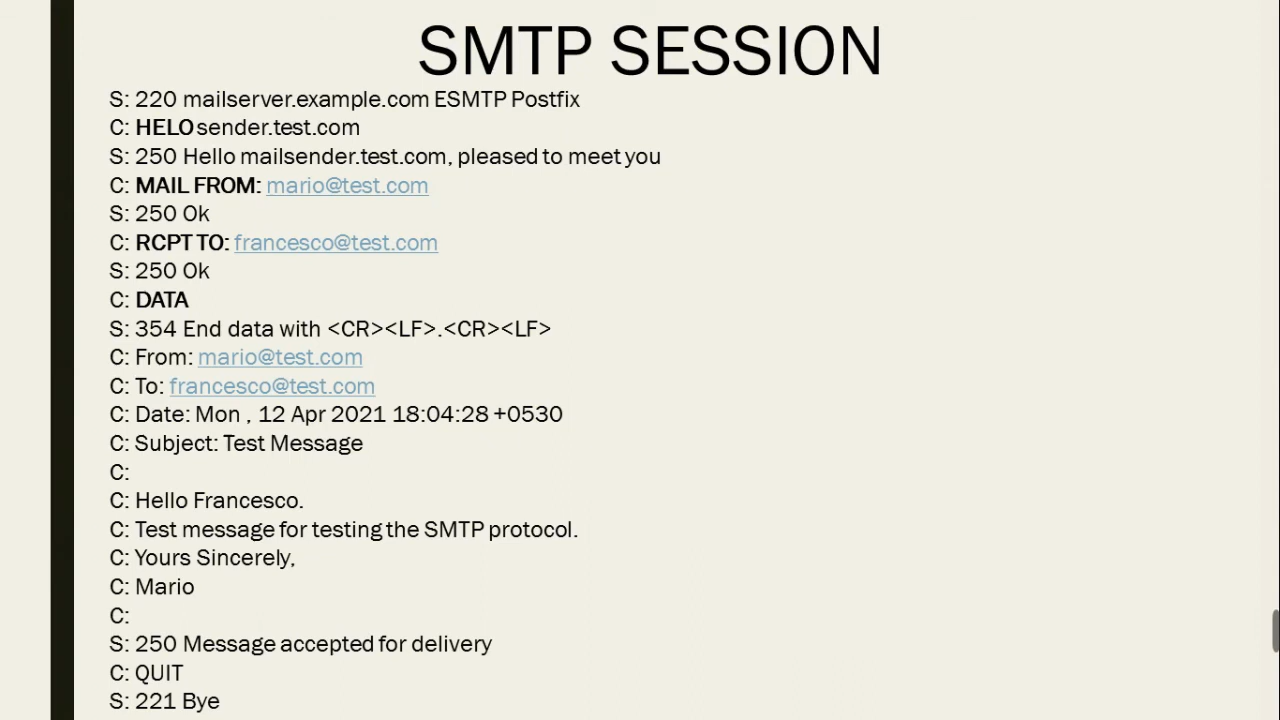 SMTP SESSION
S: 220 mailserver.example.com ESMTP Postfix
C: HELO sender.test.com
S: 250 Hello mailsender.test.com, pleased to meet you
C: MAIL FROM: mario@test.com
S: 250 Ok
C: RCPT TO: francesco@test.com
S: 250 Ok
C: DATA
S: 354 End data with <CR><LF>.<CR><LF>
C: From: mario@test.com
C: To: francesco@test.com
C: Date: Mon , 12 Apr 2021 18:04:28 +0530
C: Subject: Test Message
C:
C: Hello Francesco.
C: Test message for testing the SMTP protocol.
C: Yours Sincerely,
C: Mario
C:
S: 250 Message accepted for delivery
C: QUIT
S: 221 Bye